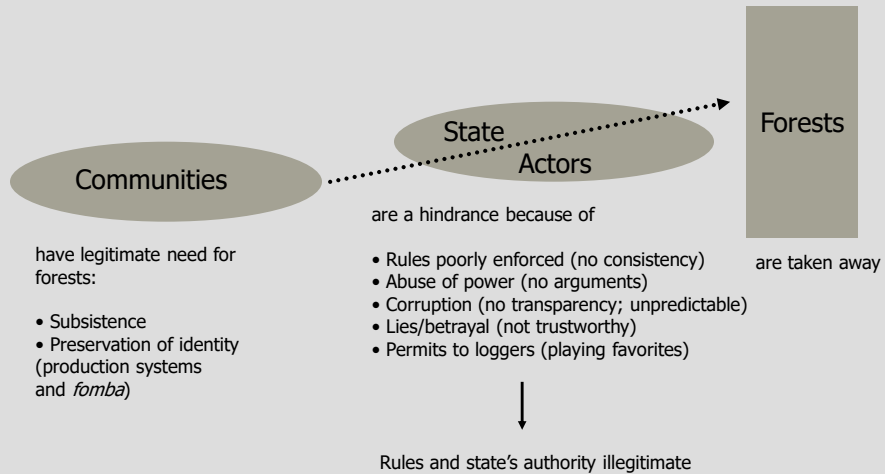 Communities
have legitimate need for
forests:
• Subsistence
• Preservation of identity
(production systems
and fomba)
State
Actors
are a hindrance because of
• Rules poorly enforced (no consistency)
• Abuse of power (no arguments)
• Corruption (no transparency; unpredictable)
• Lies/betrayal (not trustworthy)
• Permits to loggers (playing favorites)
Rules and state’s authority illegitimate
Forests
are taken away